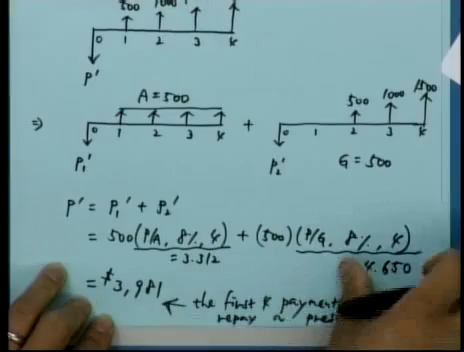 500 1000
0 1 2 3 4
P'
⇒ A = 500
0 1 2 3 4
P₁'
+
500 1000 1500
0 1 2 3 4
P₂' G = 500
P' = P₁' + P₂'
= 500 (P/A, 8%, 4) + (500) (P/G, 8%, 4)
= 3.312 4.650
= $3,981 ← the first 4 payment
repay a